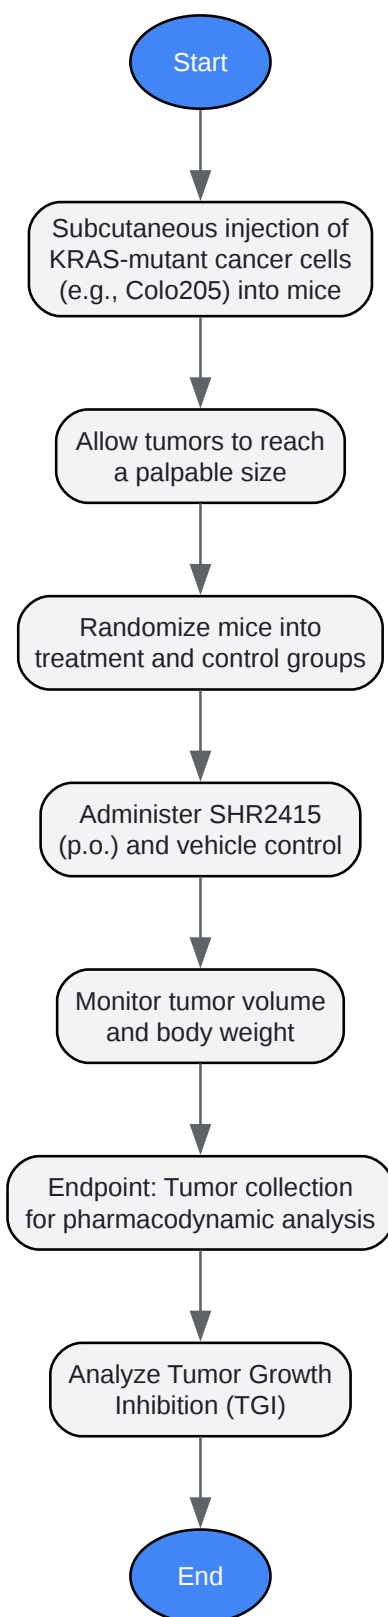 Start
Subcutaneous injection of
KRAS-mutant cancer cells
(e.g., Colo205) into mice
Allow tumors to reach
a palpable size
Randomize mice into
treatment and control groups
Administer SHR2415
(p.o.) and vehicle control
Monitor tumor volume
and body weight
Endpoint: Tumor collection
for pharmacodynamic analysis
Analyze Tumor Growth
Inhibition (TGI)
End